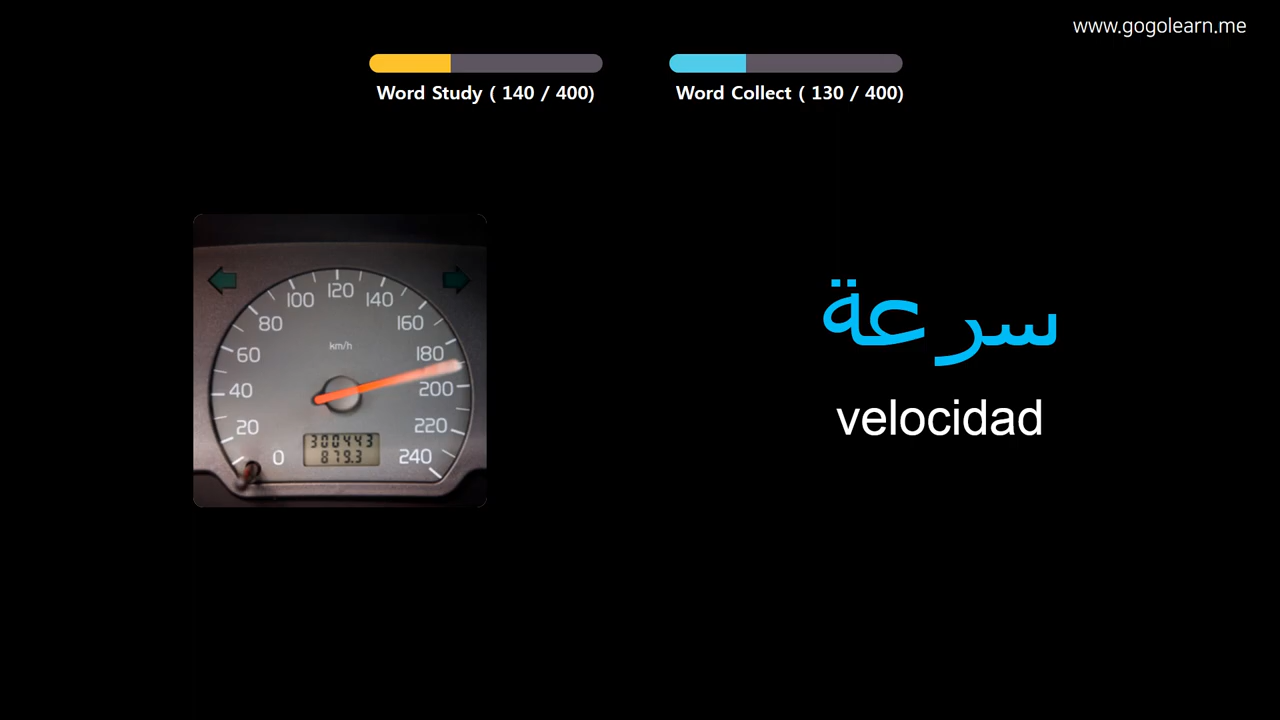 www.gogolearn.me
Word Study ( 140 / 400)
Word Collect ( 130 / 400)
سرعة
velocidad
0
20
40
60
80
100
120
140
160
180
200
220
240
km/h
300443
879.3